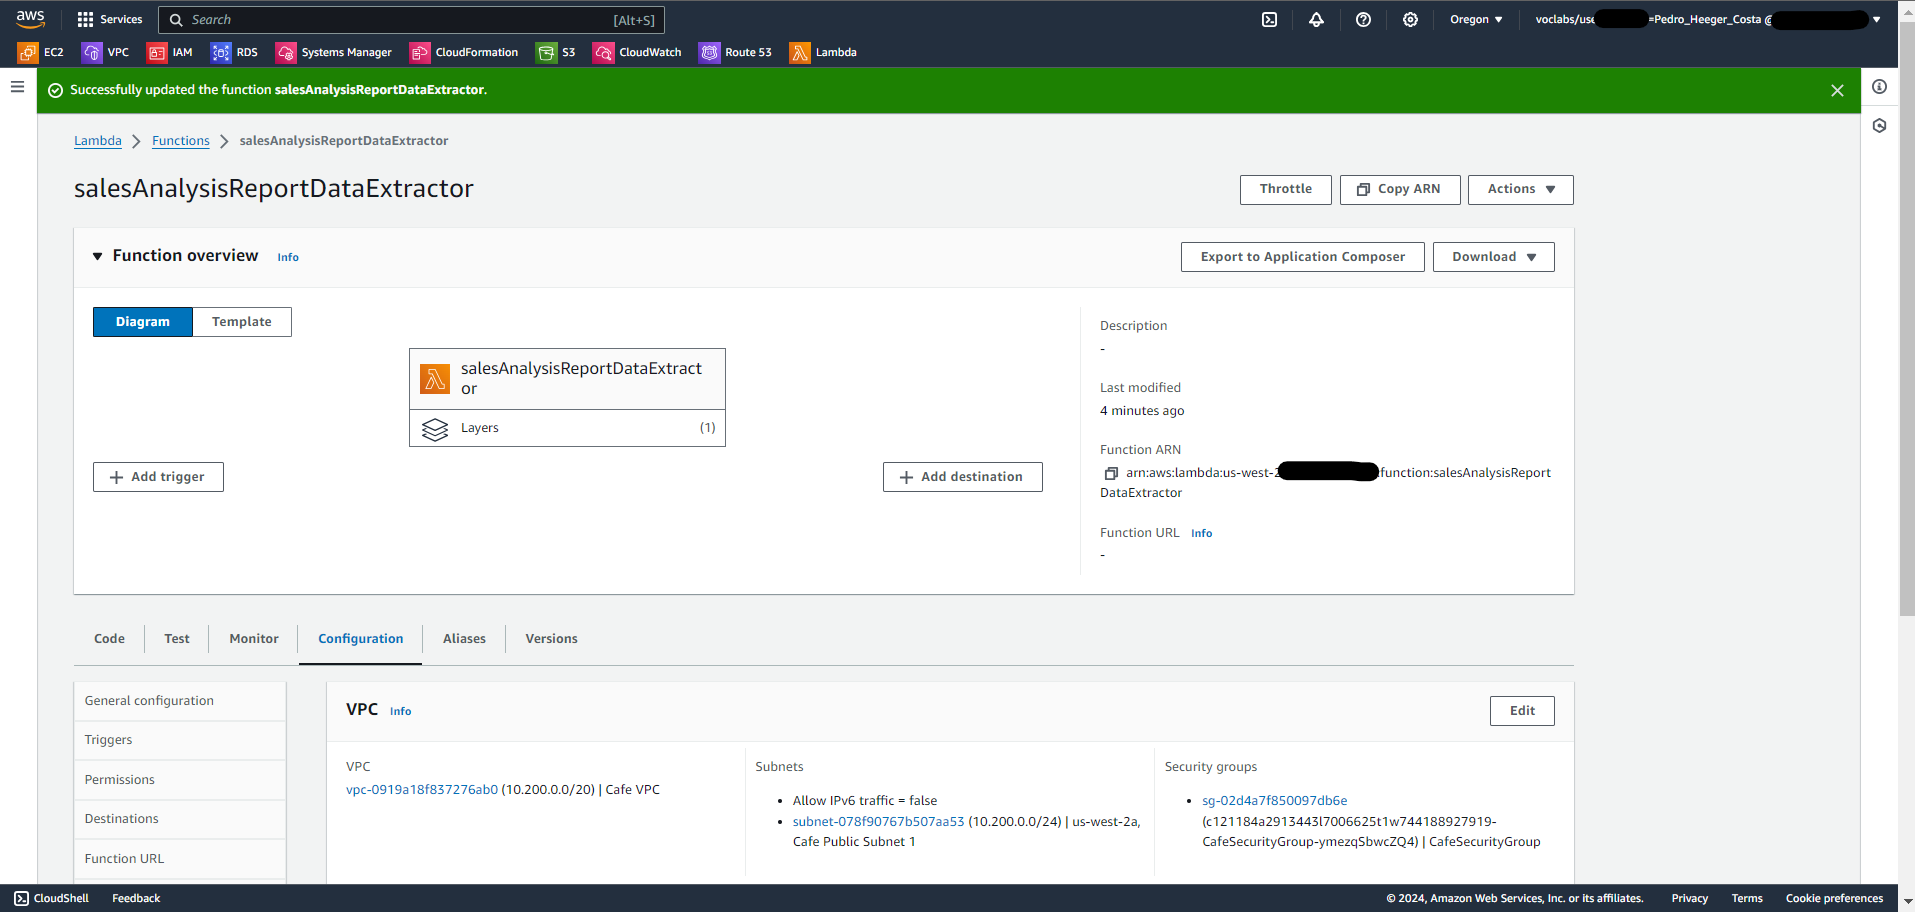 aws
Services
Search
[Alt+S]
Oregon
voclabs/use
=Pedro_Heeger_Costa @
EC2
VPC
IAM
RDS
Systems Manager
CloudFormation
S3
CloudWatch
Route 53
Lambda
Successfully updated the function salesAnalysisReportDataExtractor.
Lambda
Functions
salesAnalysisReportDataExtractor
salesAnalysisReportDataExtractor
Throttle
Copy ARN
Actions
Function overview
Info
Export to Application Composer
Download
Diagram
Template
salesAnalysisReportDataExtract
or
Layers
(1)
Add trigger
Add destination
Description
-
Last modified
4 minutes ago
Function ARN
arn:aws:lambda:us-west-2
function:salesAnalysisReport
DataExtractor
Function URL
Info
-
Code
Test
Monitor
Configuration
Aliases
Versions
General configuration
Triggers
Permissions
Destinations
Function URL
VPC
Info
Edit
VPC
vpc-0919a18f837276ab0 (10.200.0.0/20) | Cafe VPC
Subnets
Allow IPv6 traffic = false
subnet-078f90767b507aa53 (10.200.0.0/24) | us-west-2a,
Cafe Public Subnet 1
Security groups
sg-02d4a7f850097db6e
(c121184a2913443l7006625t1w744188927919-
CafeSecurityGroup-ymezqSbwcZQ4) | CafeSecurityGroup
CloudShell
Feedback
© 2024, Amazon Web Services, Inc. or its affiliates.
Privacy
Terms
Cookie preferences